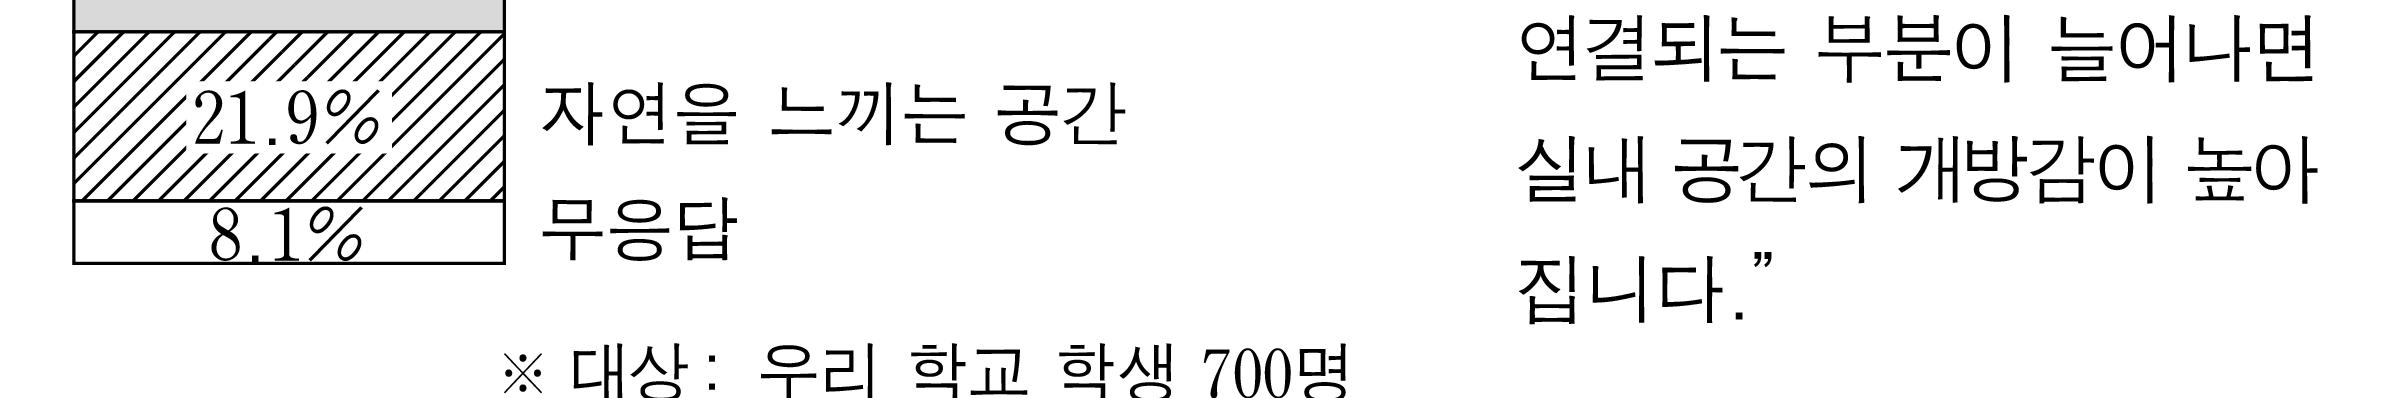 21.9% 자연을 느끼는 공간
8.1% 무응답
※ 대상: 우리 학교 학생 700명
연결되는 부분이 늘어나면
실내 공간의 개방감이 높아
집니다.”